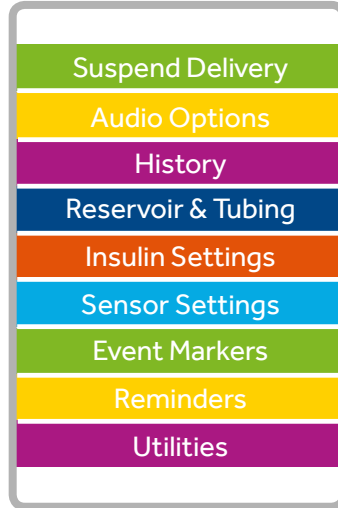 Suspend Delivery
Audio Options
History
Reservoir & Tubing
Insulin Settings
Sensor Settings
Event Markers
Reminders
Utilities